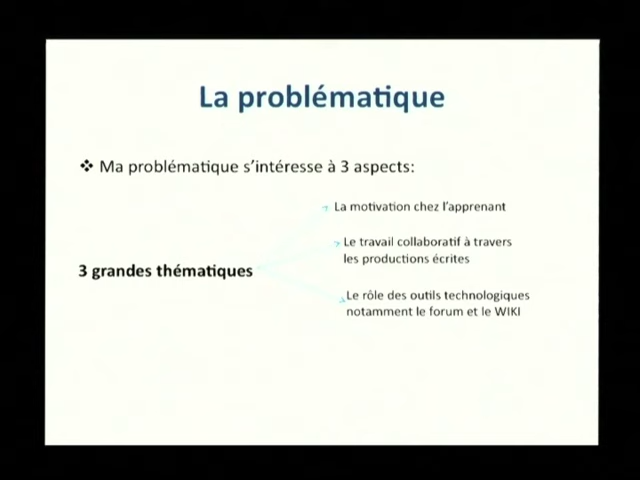 La problématique
❖ Ma problématique s'intéresse à 3 aspects:
La motivation chez l'apprenant
Le travail collaboratif à travers
les productions écrites
3 grandes thématiques
Le rôle des outils technologiques
notamment le forum et le WIKI